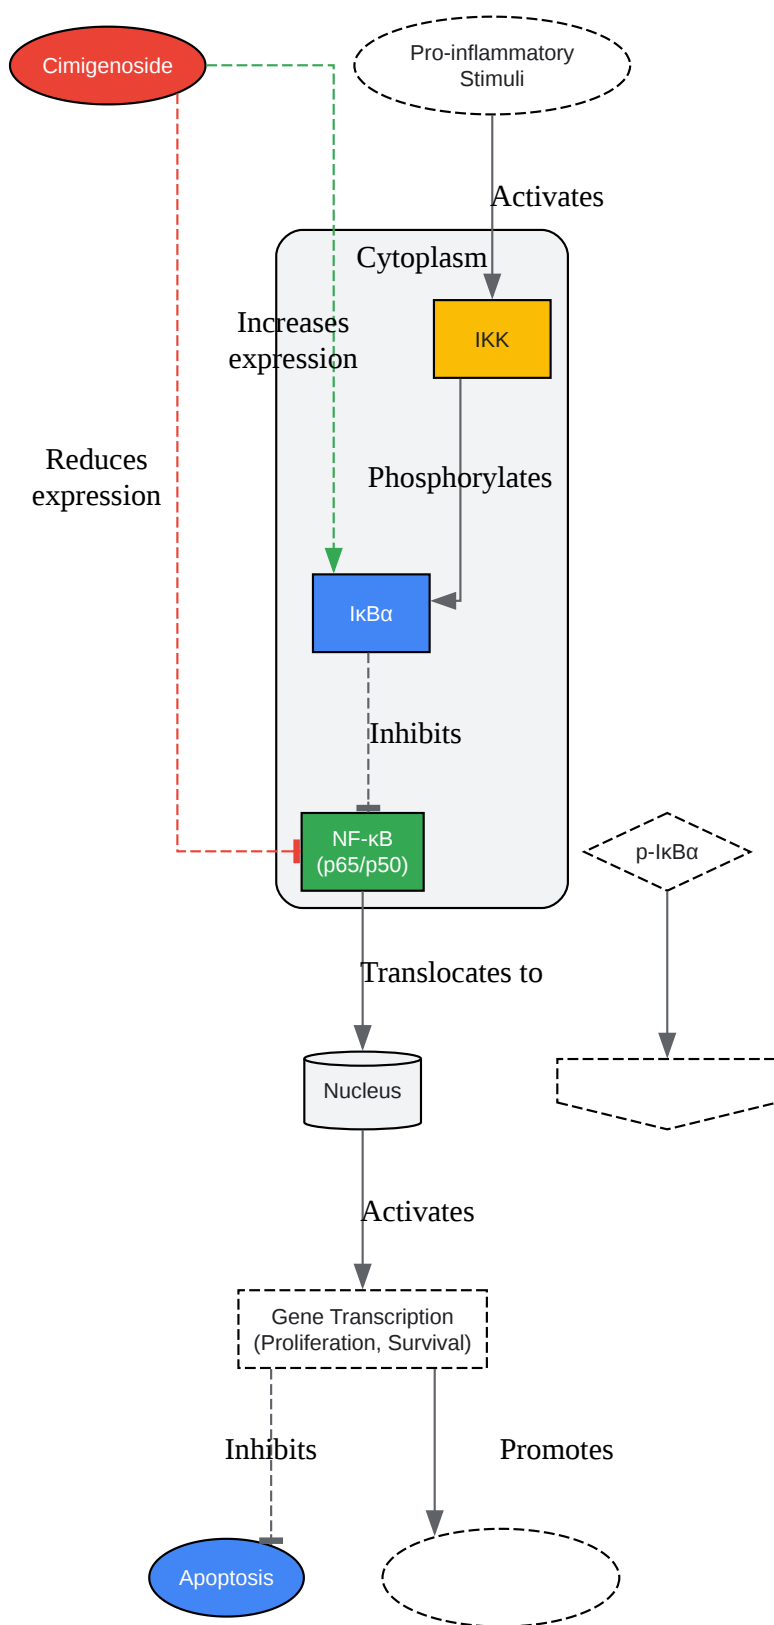 Cimigenoside
Pro-inflammatory
Stimuli
Activates
Cytoplasm
Increases
expression
IKK
Reduces
expression
Phosphorylates
IκBα
Inhibits
NF-κB
(p65/p50)
p-IκBα
Translocates to
Nucleus
Activates
Gene Transcription
(Proliferation, Survival)
Inhibits
Promotes
Apoptosis